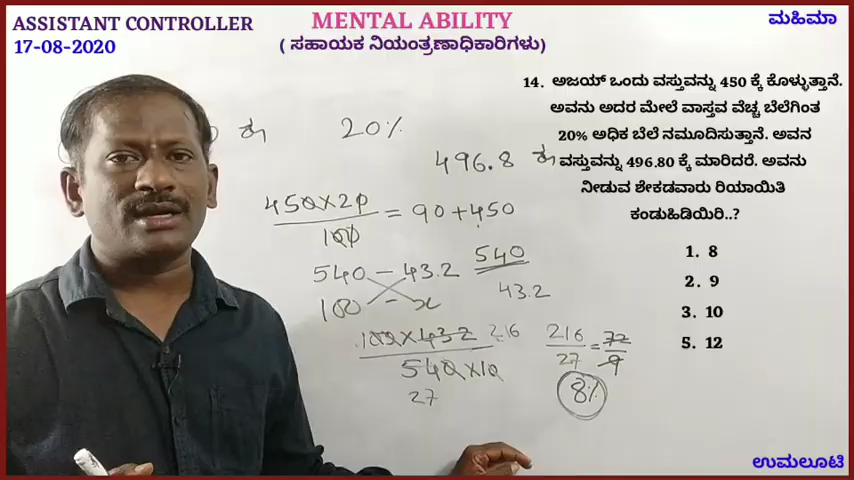 ASSISTANT CONTROLLER
17-08-2020
MENTAL ABILITY
( ಸಹಾಯಕ ನಿಯಂತ್ರಣಾಧಿಕಾರಿಗಳು)
ಮಹಿಮಾ
14. ಅಜಯ್ ಒಂದು ವಸ್ತುವನ್ನು 450 ಕ್ಕೆ ಕೊಳ್ಳುತ್ತಾನೆ.
ಅವನು ಅದರ ಮೇಲೆ ವಾಸ್ತವ ವೆಚ್ಚ ಬೆಲೆಗಿಂತ
20% ಅಧಿಕ ಬೆಲೆ ನಮೂದಿಸುತ್ತಾನೆ. ಅವನ
ವಸ್ತುವನ್ನು 496.80 ಕ್ಕೆ ಮಾರಿದರೆ. ಅವನು
ನೀಡುವ ಶೇಕಡವಾರು ರಿಯಾಯಿತಿ
ಕಂಡುಹಿಡಿಯಿರಿ..?
1. 8
2. 9
3. 10
5. 12
ರೂ 20%
496.8 ರೂ
450×20 = 90+450
100
540 – 43.2 540
100 – x 43.2
100×432 216 216 = 72
540×10 27 9
27 8%
ಉಮಲೂಟಿ